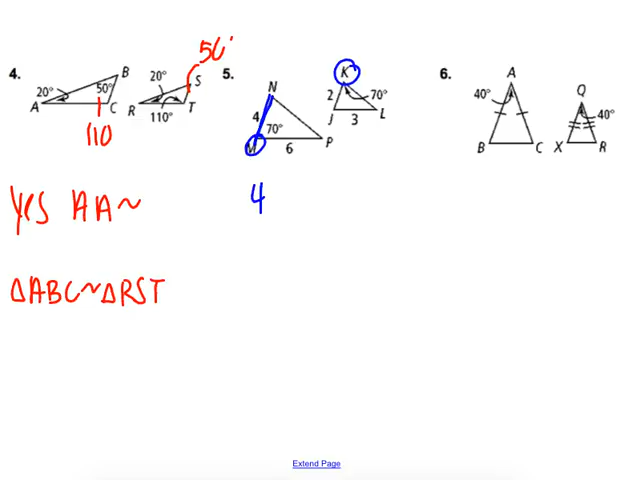 4.
20°
50°
A
B
C
110
20°
50°
R
S
T
110°
5.
N
4
70°
M
6
P
K
2
70°
J
3
L
6.
A
40°
B
C
Q
40°
X
R
yes AA~
4
△ABC~△RST
Extend Page